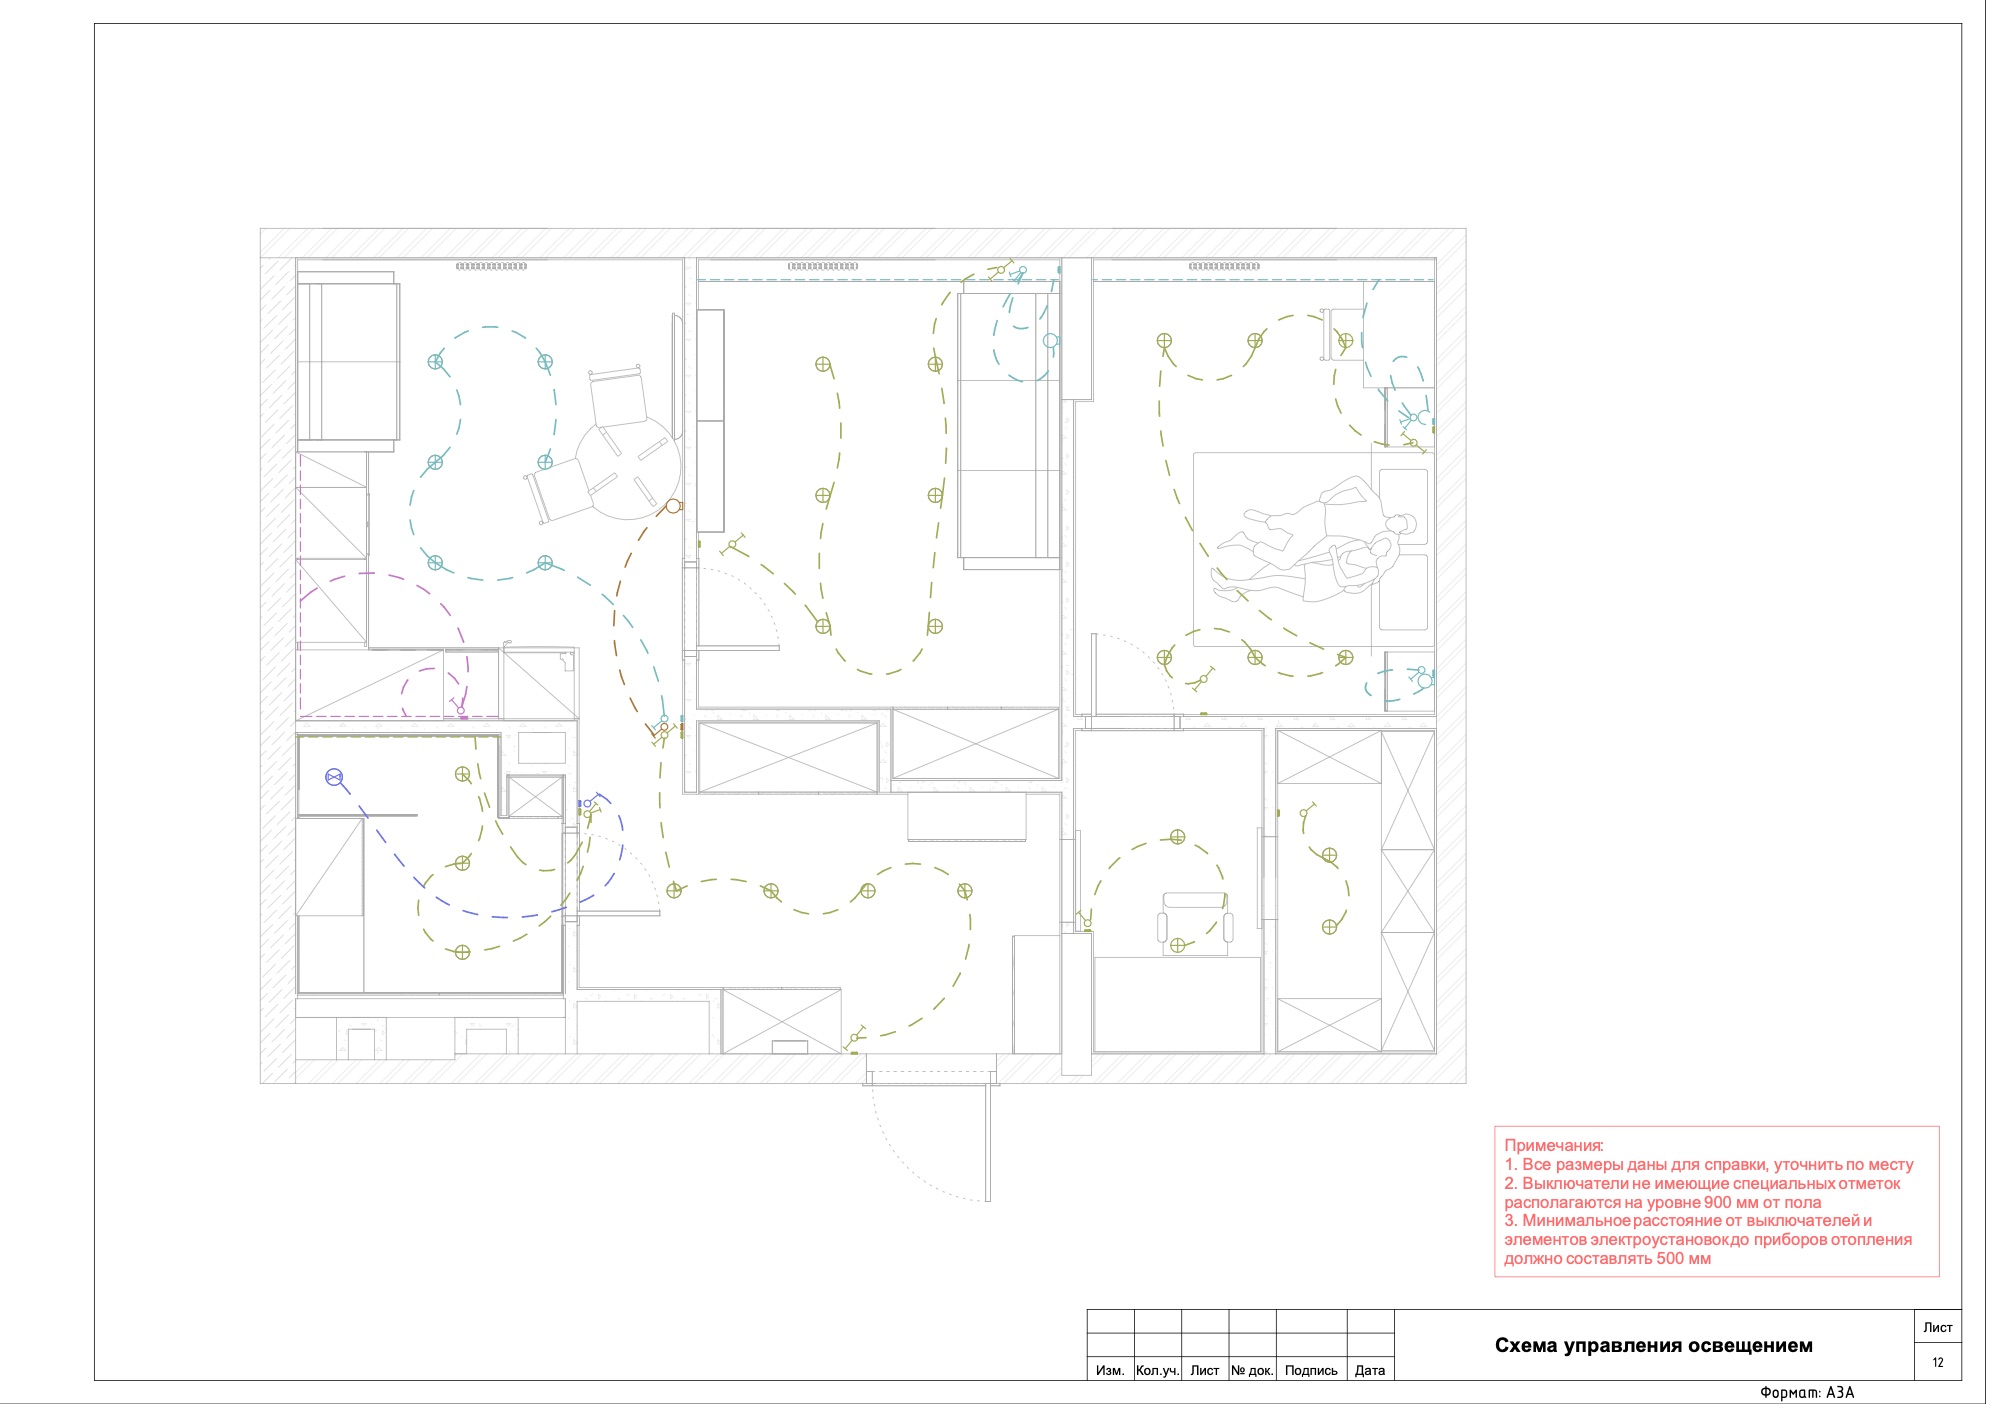 Примечания:
1. Все размеры даны для справки, уточнить по месту
2. Выключатели не имеющие специальных отметок
располагаются на уровне 900 мм от пола
3. Минимальное расстояние от выключателей и
элементов электроустановок до приборов отопления
должно составлять 500 мм
Изм. Кол.уч. Лист № док. Подпись Дата
Схема управления освещением
Лист
12
Формат: А3А